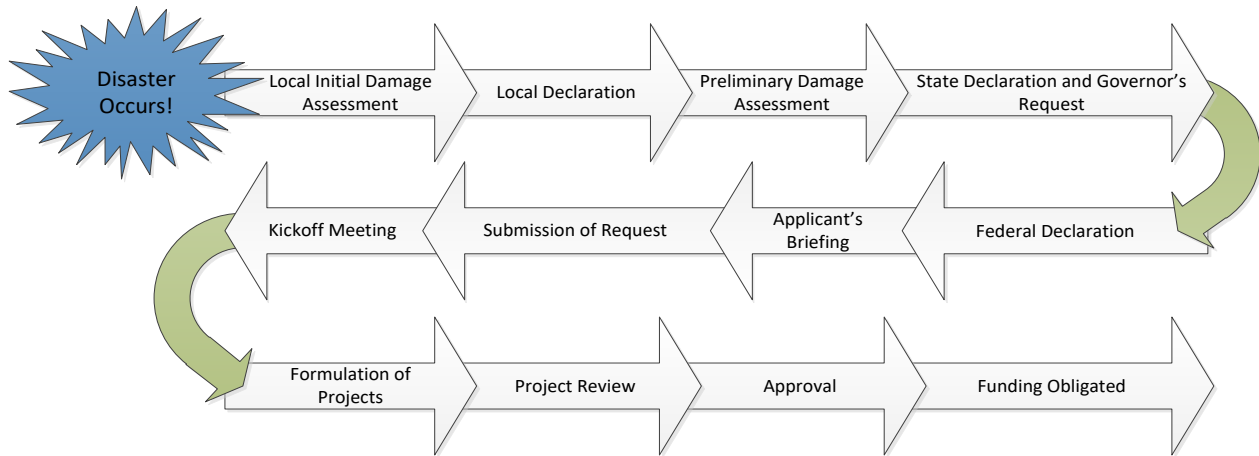 Disaster
Occurs!
Local Initial Damage
Assessment
Local Declaration
Preliminary Damage
Assessment
State Declaration and Governor's
Request
Federal Declaration
Applicant's
Briefing
Submission of Request
Kickoff Meeting
Formulation of
Projects
Project Review
Approval
Funding Obligated